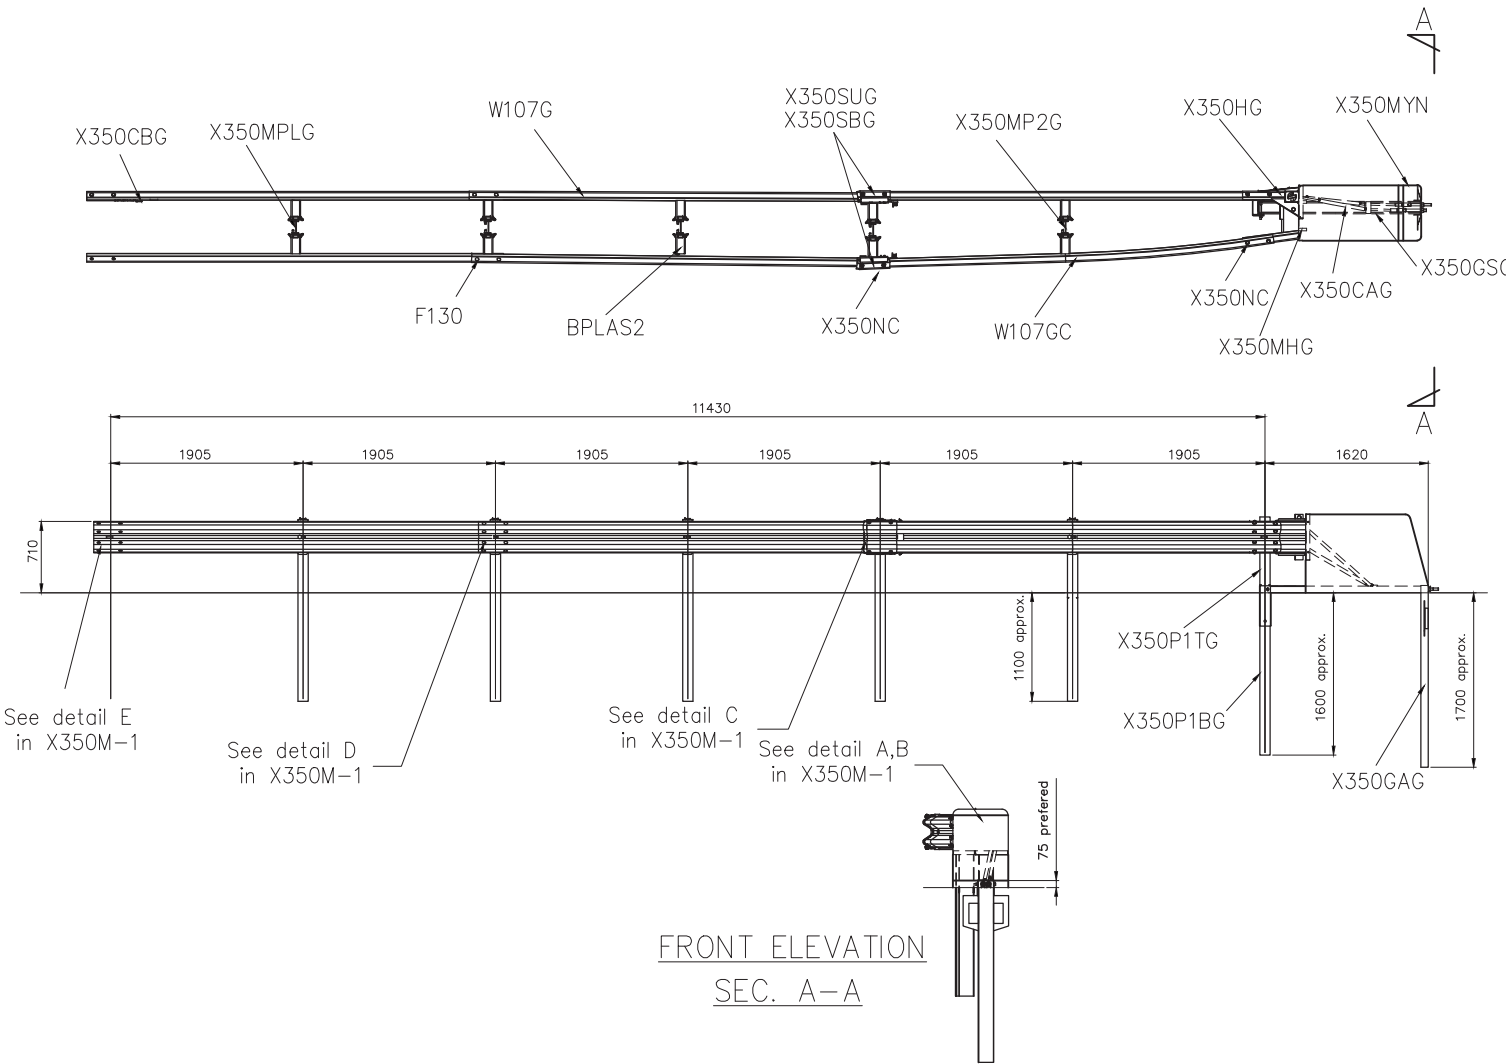 A
X350CBG
X350MPLG
W107G
X350SUG
X350SBG
X350MP2G
X350HG
X350MYN
F130
BPLAS2
X350NC
W107GC
X350NC
X350CAG
X350GSG
X350MHG
A
11430
1905
1905
1905
1905
1905
1905
1620
710
1100 approx.
1600 approx.
1700 approx.
X350P1TG
X350P1BG
X350GAG
See detail E
in X350M-1
See detail D
in X350M-1
See detail C
in X350M-1
See detail A,B
in X350M-1
75 prefered
FRONT ELEVATION
SEC. A-A